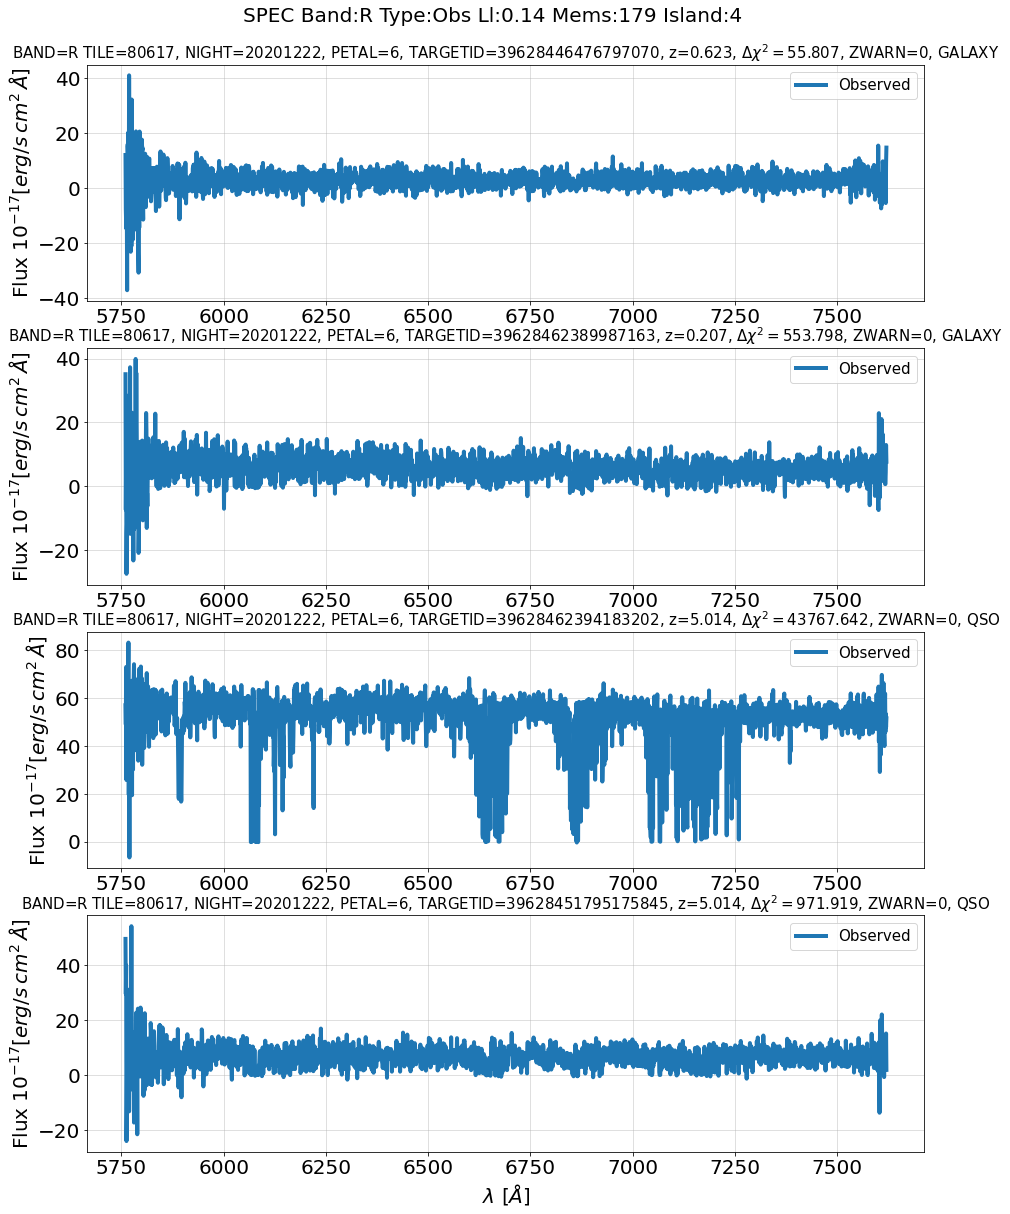 SPEC Band:R Type:Obs Ll:0.14 Mems:179 Island:4
BAND=R TILE=80617, NIGHT=20201222, PETAL=6, TARGETID=39628446476797070, z=0.623, Δχ² = 55.807, ZWARN=0, GALAXY
Observed
40
20
0
−20
−40
Flux 10⁻¹⁷[erg/s cm² Å]
5750 6000 6250 6500 6750 7000 7250 7500
BAND=R TILE=80617, NIGHT=20201222, PETAL=6, TARGETID=39628462389987163, z=0.207, Δχ² = 553.798, ZWARN=0, GALAXY
Observed
40
20
0
−20
Flux 10⁻¹⁷[erg/s cm² Å]
5750 6000 6250 6500 6750 7000 7250 7500
BAND=R TILE=80617, NIGHT=20201222, PETAL=6, TARGETID=39628462394183202, z=5.014, Δχ² = 43767.642, ZWARN=0, QSO
Observed
80
60
40
20
0
Flux 10⁻¹⁷[erg/s cm² Å]
5750 6000 6250 6500 6750 7000 7250 7500
BAND=R TILE=80617, NIGHT=20201222, PETAL=6, TARGETID=39628451795175845, z=5.014, Δχ² = 971.919, ZWARN=0, QSO
Observed
40
20
0
−20
Flux 10⁻¹⁷[erg/s cm² Å]
5750 6000 6250 6500 6750 7000 7250 7500
λ [Å]